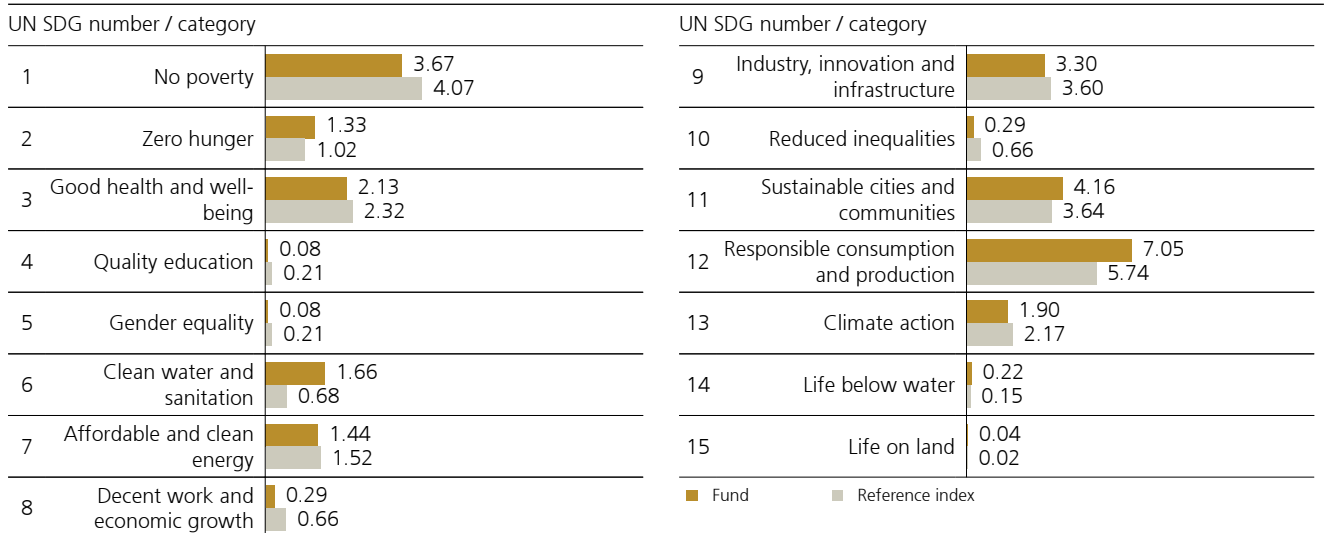 UN SDG number / category
1 No poverty 3.67
4.07
2 Zero hunger 1.33
1.02
3 Good health and well-
being 2.13
2.32
4 Quality education 0.08
0.21
5 Gender equality 0.08
0.21
6 Clean water and
sanitation 1.66
0.68
7 Affordable and clean
energy 1.44
1.52
8 Decent work and
economic growth 0.29
0.66
UN SDG number / category
9 Industry, innovation and
infrastructure 3.30
3.60
10 Reduced inequalities 0.29
0.66
11 Sustainable cities and
communities 4.16
3.64
12 Responsible consumption
and production 7.05
5.74
13 Climate action 1.90
2.17
14 Life below water 0.22
0.15
15 Life on land 0.04
0.02
Fund Reference index